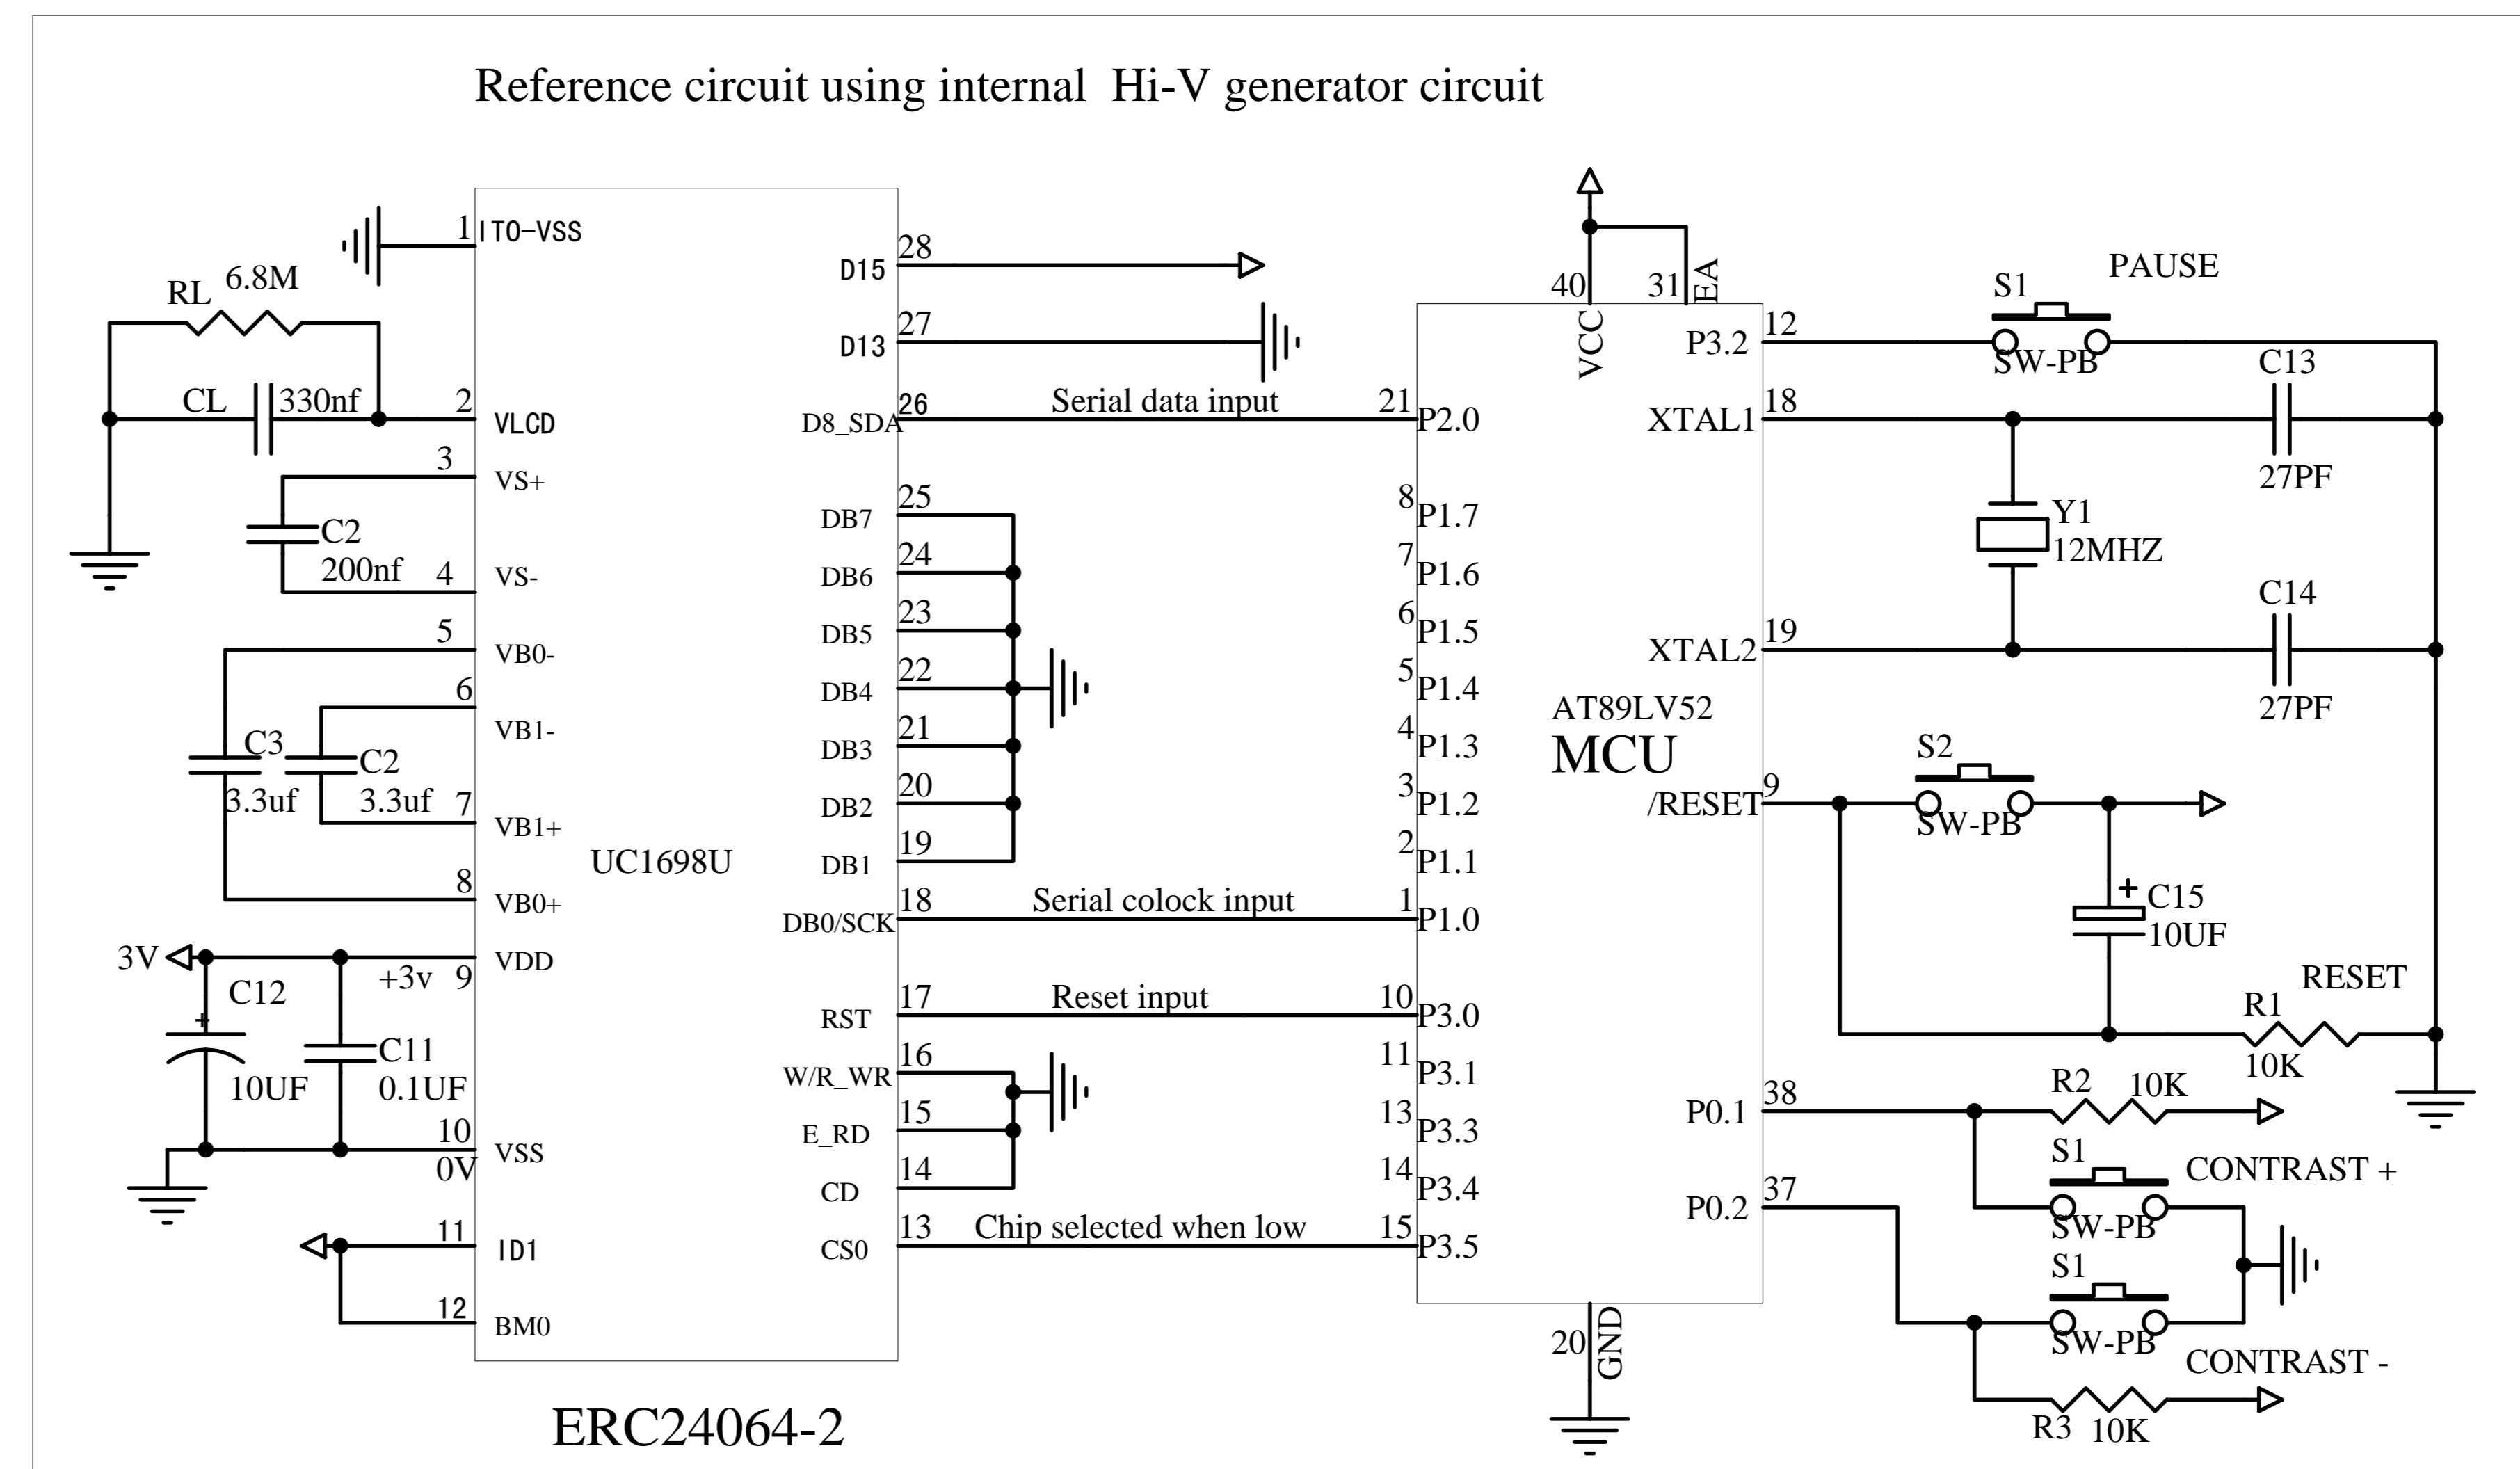 Reference circuit using internal Hi-V generator circuit
1
ITO-VSS
RL
6.8M
CL
330nf
2
VLCD
3
VS+
C2
200nf
4
VS-
5
VB0-
6
VB1-
C3
3.3uf
C2
3.3uf
7
VB1+
8
VB0+
UC1698U
3V
+3v
9
VDD
C12
+
10UF
C11
0.1UF
10
0V
VSS
11
ID1
12
BM0
ERC24064-2
28
D15
27
D13
26
D8_SDA
Serial data input
25
DB7
24
DB6
23
DB5
22
DB4
21
DB3
20
DB2
19
DB1
18
DB0/SCK
Serial colock input
17
RST
Reset input
16
W/R_WR
15
E_RD
14
CD
13
CS0
Chip selected when low
40
VCC
31
EA
21
P2.0
8
P1.7
7
P1.6
6
P1.5
5
P1.4
4
P1.3
3
P1.2
2
P1.1
1
P1.0
10
P3.0
11
P3.1
13
P3.3
14
P3.4
15
P3.5
AT89LV52
MCU
20
GND
P3.2
12
S1
PAUSE
SW-PB
XTAL1
18
C13
27PF
Y1
12MHZ
XTAL2
19
C14
27PF
/RESET
9
S2
SW-PB
+
C15
10UF
RESET
R1
10K
P0.1
38
R2
10K
S1
CONTRAST +
SW-PB
P0.2
37
S1
SW-PB
CONTRAST -
R3
10K